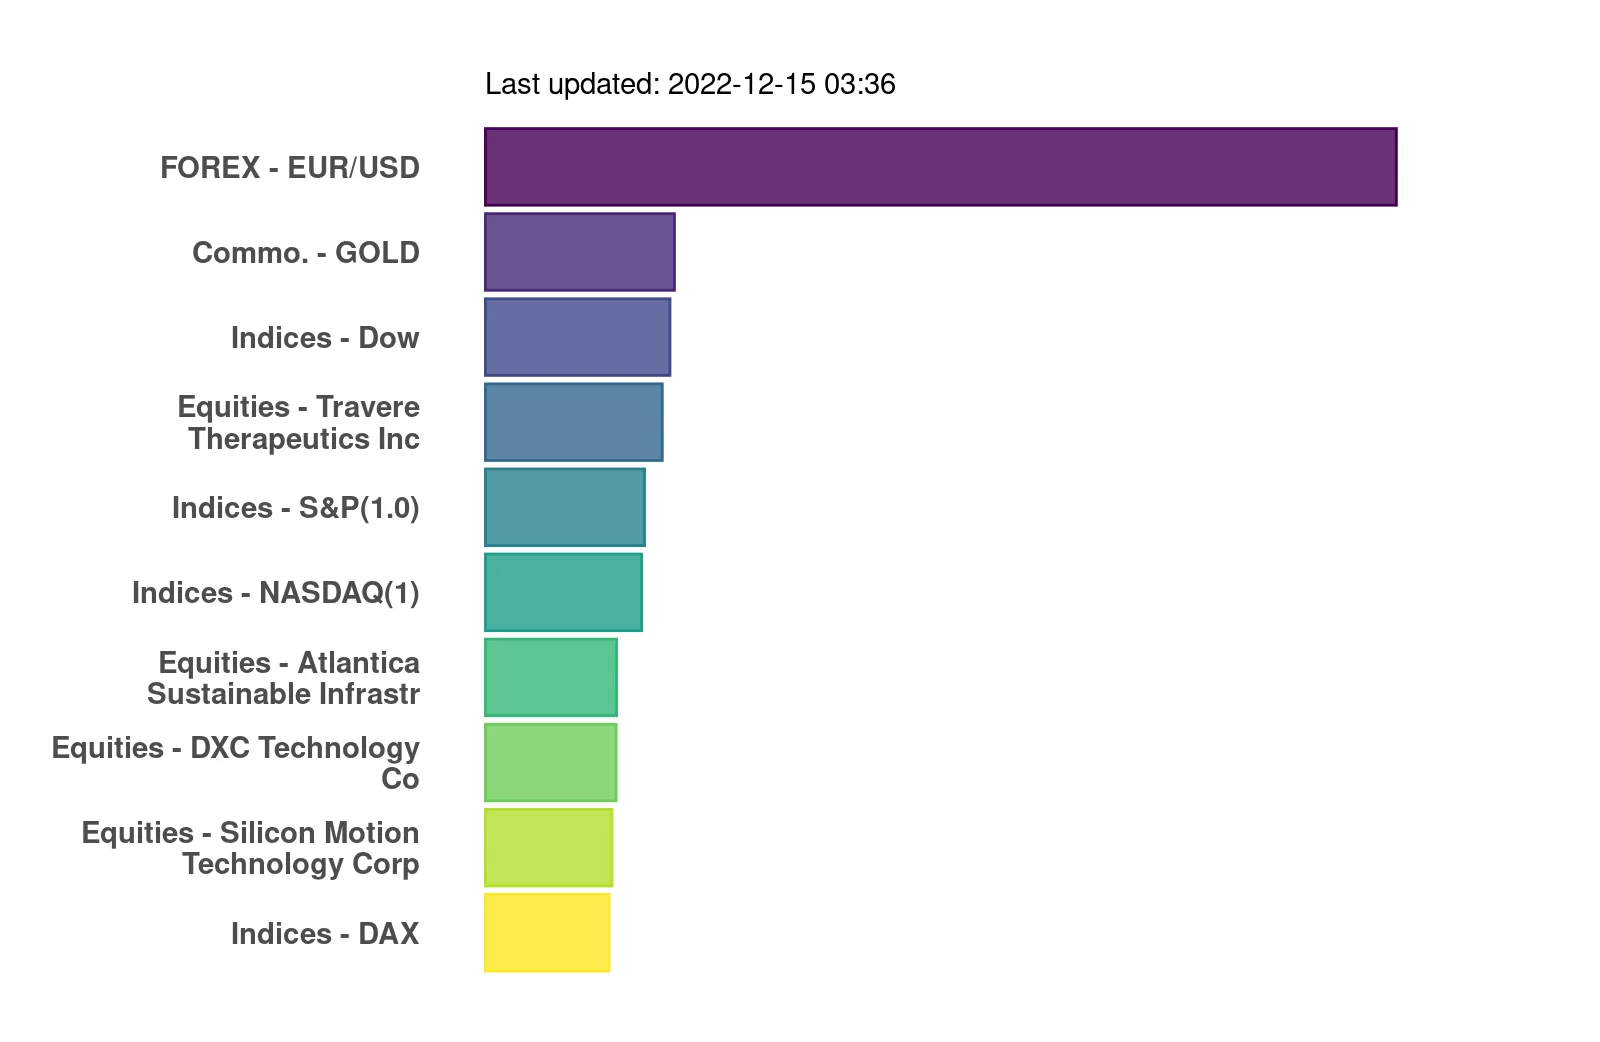 Last updated: 2022-12-15 03:36
FOREX - EUR/USD
Commo. - GOLD
Indices - Dow
Equities - Travere
Therapeutics Inc
Indices - S&P(1.0)
Indices - NASDAQ(1)
Equities - Atlantica
Sustainable Infrastr
Equities - DXC Technology
Co
Equities - Silicon Motion
Technology Corp
Indices - DAX